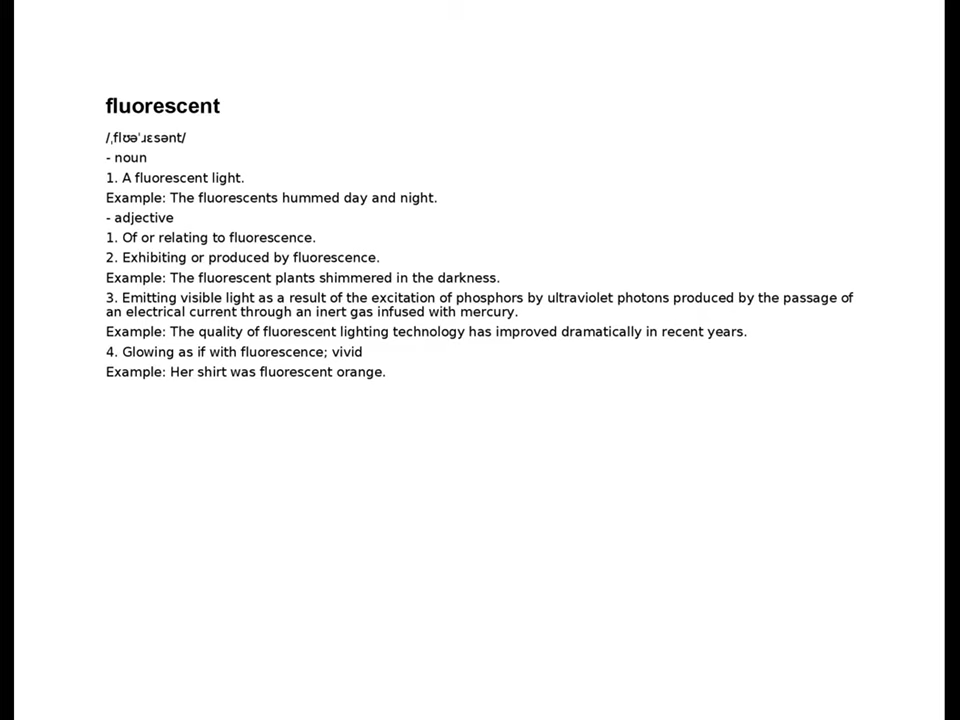 fluorescent
/ˌflʊəˈɹɛsənt/
- noun
1. A fluorescent light.
Example: The fluorescents hummed day and night.
- adjective
1. Of or relating to fluorescence.
2. Exhibiting or produced by fluorescence.
Example: The fluorescent plants shimmered in the darkness.
3. Emitting visible light as a result of the excitation of phosphors by ultraviolet photons produced by the passage of
an electrical current through an inert gas infused with mercury.
Example: The quality of fluorescent lighting technology has improved dramatically in recent years.
4. Glowing as if with fluorescence; vivid
Example: Her shirt was fluorescent orange.